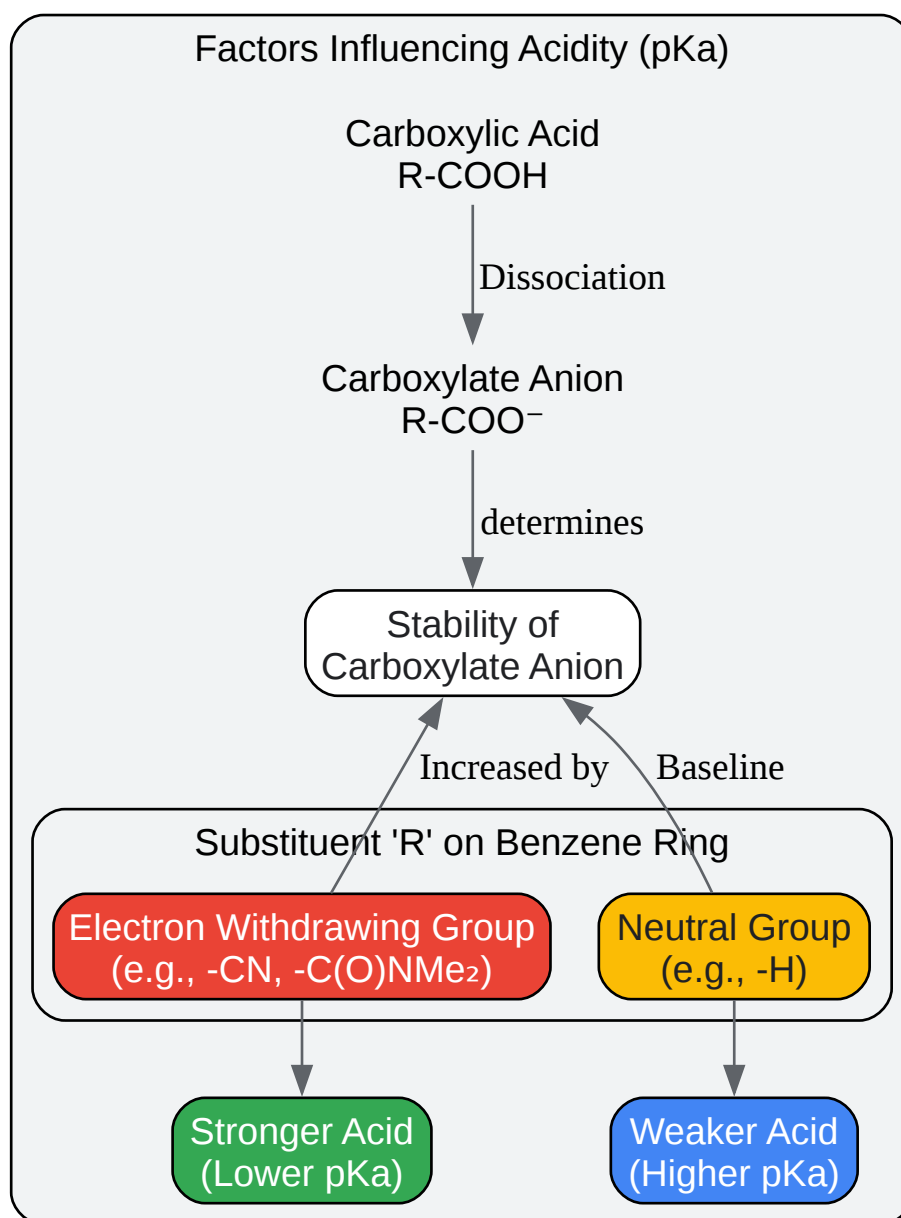 Factors Influencing Acidity (pKa)
Carboxylic Acid
R-COOH
Dissociation
Carboxylate Anion
R-COO⁻
determines
Stability of
Carboxylate Anion
Increased by
Baseline
Substituent 'R' on Benzene Ring
Electron Withdrawing Group
(e.g., -CN, -C(O)NMe₂)
Neutral Group
(e.g., -H)
Stronger Acid
(Lower pKa)
Weaker Acid
(Higher pKa)